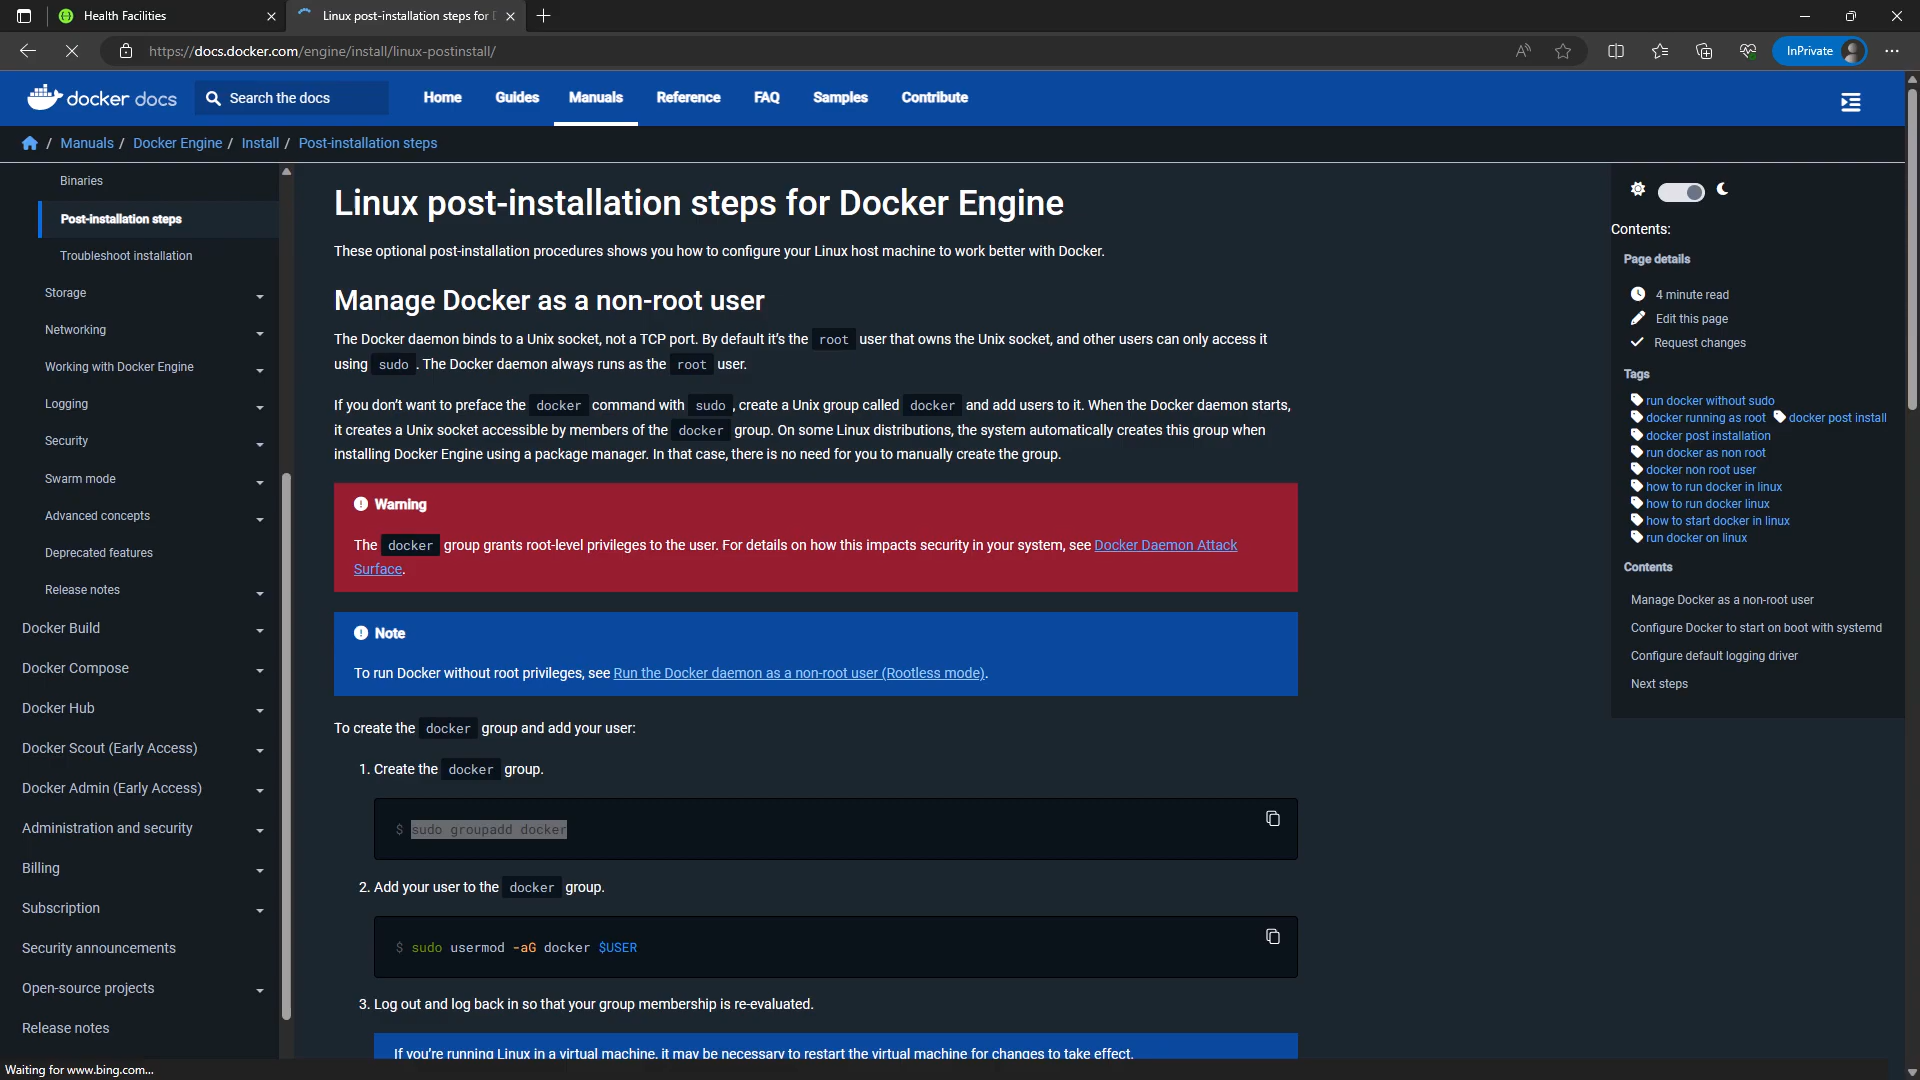 Health Facilities
Linux post-installation steps for D
https://docs.docker.com/engine/install/linux-postinstall/
InPrivate
docker docs
Search the docs
Home
Guides
Manuals
Reference
FAQ
Samples
Contribute
/ Manuals / Docker Engine / Install / Post-installation steps
Binaries
Post-installation steps
Troubleshoot installation
Storage
Networking
Working with Docker Engine
Logging
Security
Swarm mode
Advanced concepts
Deprecated features
Release notes
Docker Build
Docker Compose
Docker Hub
Docker Scout (Early Access)
Docker Admin (Early Access)
Administration and security
Billing
Subscription
Security announcements
Open-source projects
Release notes
Linux post-installation steps for Docker Engine
These optional post-installation procedures shows you how to configure your Linux host machine to work better with Docker.
Manage Docker as a non-root user
The Docker daemon binds to a Unix socket, not a TCP port. By default it’s the root user that owns the Unix socket, and other users can only access it
using sudo . The Docker daemon always runs as the root user.
If you don’t want to preface the docker command with sudo , create a Unix group called docker and add users to it. When the Docker daemon starts,
it creates a Unix socket accessible by members of the docker group. On some Linux distributions, the system automatically creates this group when
installing Docker Engine using a package manager. In that case, there is no need for you to manually create the group.
Warning
The docker group grants root-level privileges to the user. For details on how this impacts security in your system, see Docker Daemon Attack
Surface.
Note
To run Docker without root privileges, see Run the Docker daemon as a non-root user (Rootless mode).
To create the docker group and add your user:
1. Create the docker group.
$ sudo groupadd docker
2. Add your user to the docker group.
$ sudo usermod -aG docker $USER
3. Log out and log back in so that your group membership is re-evaluated.
If you’re running Linux in a virtual machine, it may be necessary to restart the virtual machine for changes to take effect.
Contents:
Page details
4 minute read
Edit this page
Request changes
Tags
run docker without sudo
docker running as root docker post install
docker post installation
run docker as non root
docker non root user
how to run docker in linux
how to run docker linux
how to start docker in linux
run docker on linux
Contents
Manage Docker as a non-root user
Configure Docker to start on boot with systemd
Configure default logging driver
Next steps
Waiting for www.bing.com...